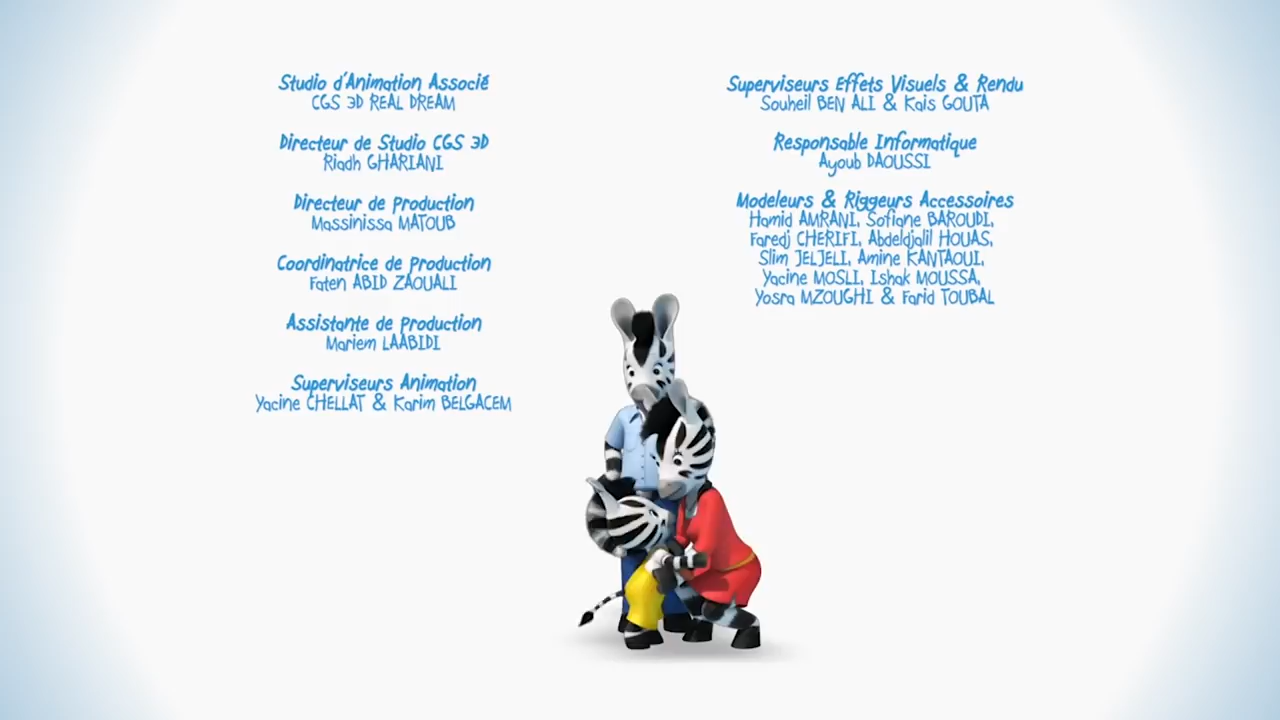 Studio d'Animation Associé
CGS 3D REAL DREAM
Directeur de Studio CGS 3D
Riadh GHARIANI
Directeur de Production
Massinissa MATOUB
Coordinatrice de Production
Faten ABID ZAOUALI
Assistante de Production
Mariem LAABIDI
Superviseurs Animation
Yacine CHELLAT & Karim BELGACEM
Superviseurs Effets Visuels & Rendu
Souheil BEN ALI & Kais GOUTA
Responsable Informatique
Ayoub DAOUSSI
Modeleurs & Riggeurs Accessoires
Hamid AMRANI, Sofiane BAROUDI,
Faredj CHERIFI, Abdeldjalil HOUAS,
Slim JELJELI, Amine KANTAOUI,
Yacine MOSLI, Ishak MOUSSA,
Yosra MZOUGHI & Farid TOUBAL